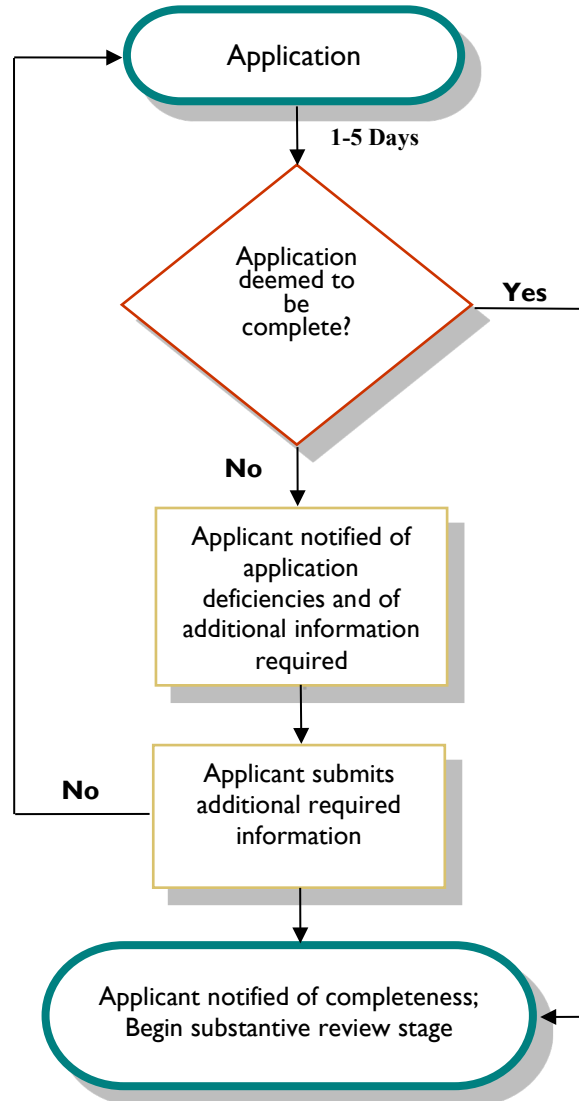 Application
1-5 Days
Application
deemed to
be
complete?
Yes
No
Applicant notified of
application
deficiencies and of
additional information
required
No
Applicant submits
additional required
information
Applicant notified of completeness;
Begin substantive review stage